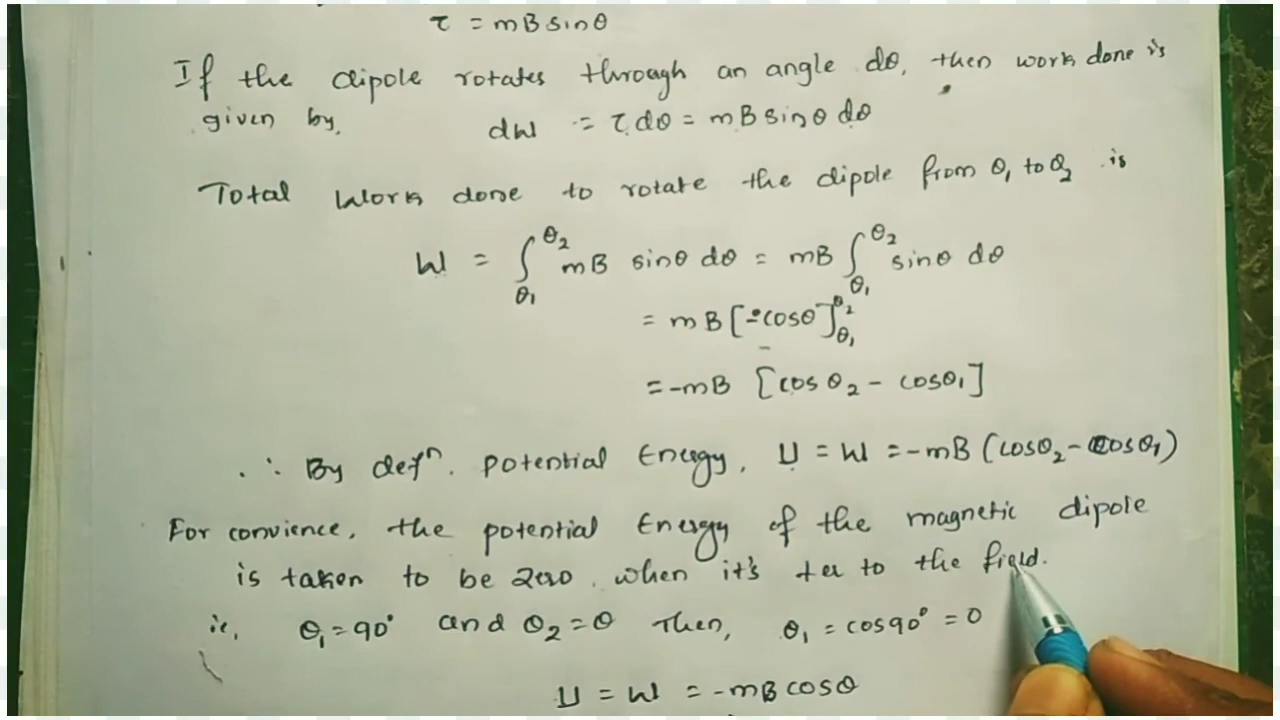 τ = mB sinθ
If the dipole rotates through an angle dθ, then work done is
given by, dW = τ dθ = mB sinθ dθ
Total Work done to rotate the dipole from θ₁ to θ₂ is
W = ∫θ₁^θ₂ mB sinθ dθ = mB ∫θ₁^θ₂ sinθ dθ
= mB [-cosθ]θ₁^θ₂
= -mB [cosθ₂ - cosθ₁]
∴ By defⁿ. potential Energy, U = W = -mB (cosθ₂ - cosθ₁)
For convience, the potential Energy of the magnetic dipole
is taken to be zero when it's ter to the field.
ie, θ₁ = 90° and θ₂ = θ Then, θ₁ = cos90° = 0
U = W = -mB cosθ